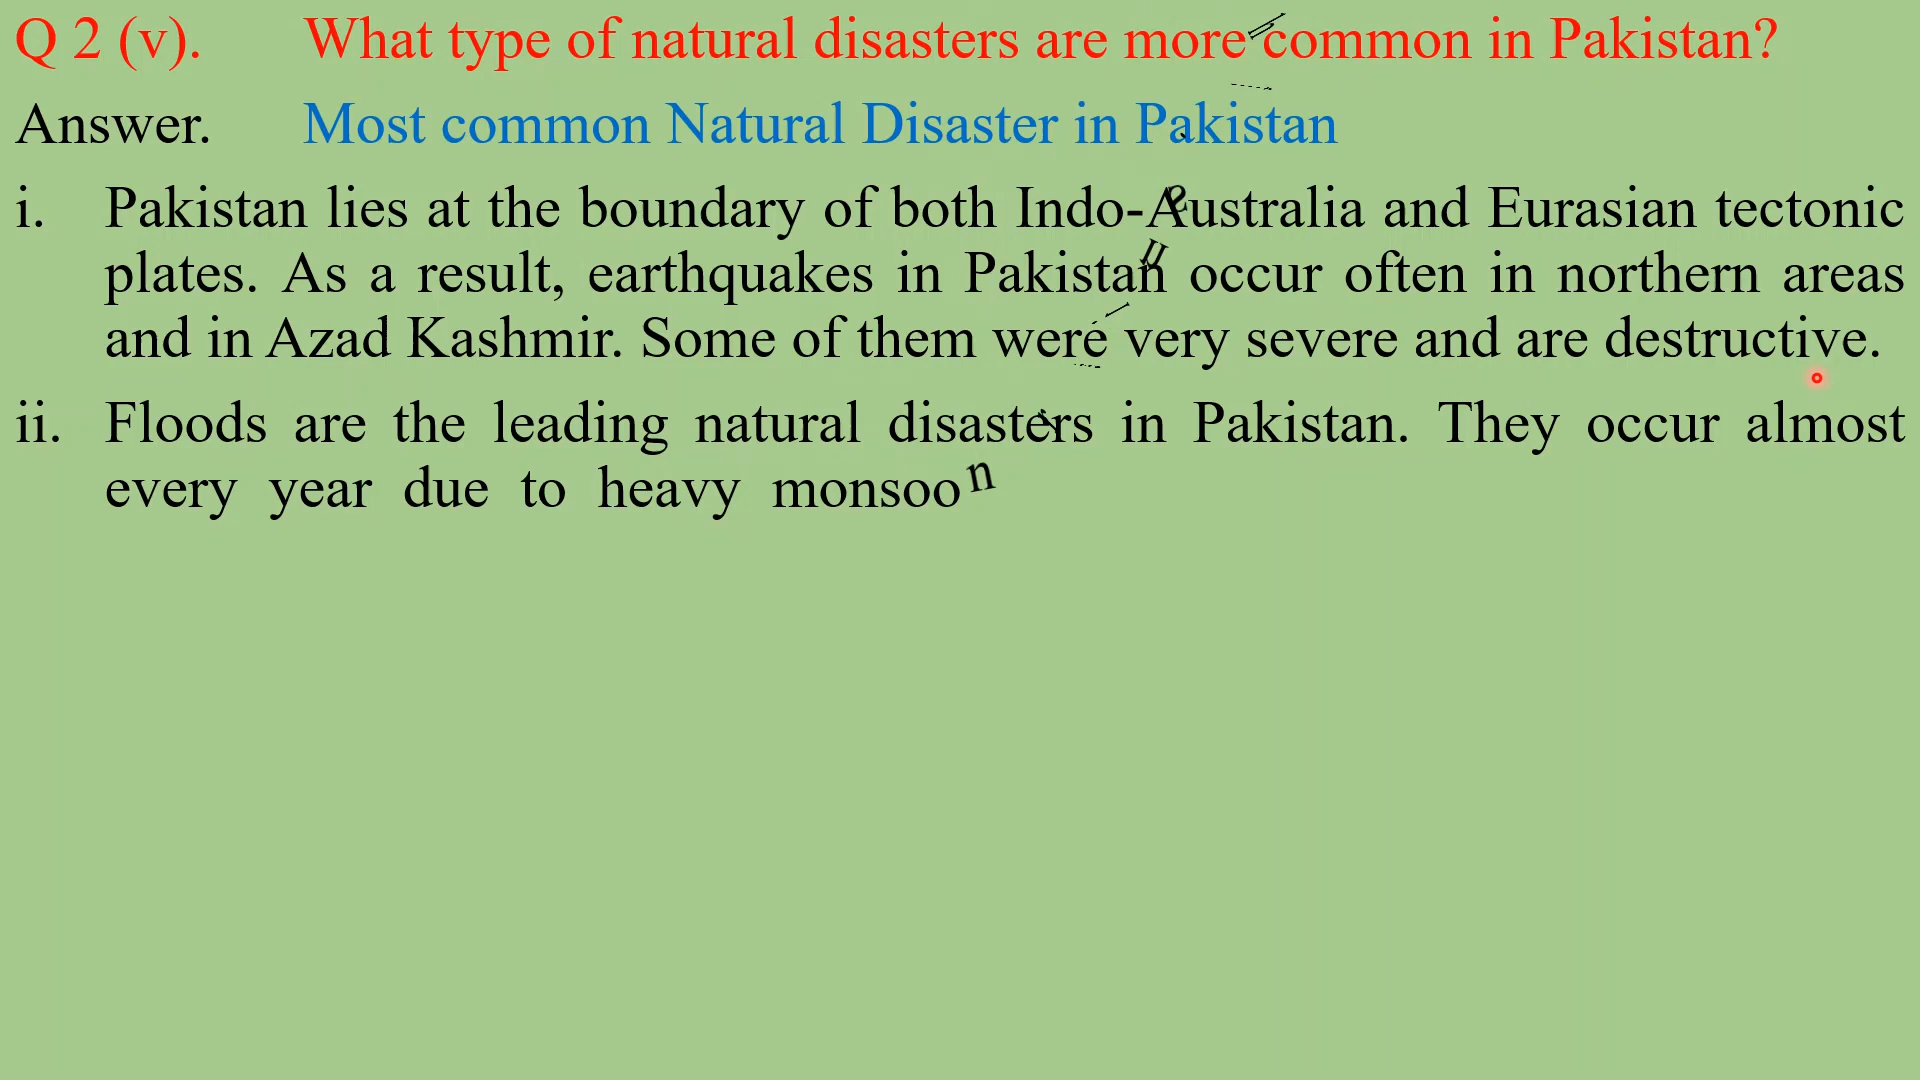 Q 2 (v). What type of natural disasters are more common in Pakistan?
Answer. Most common Natural Disaster in Pakistan
i. Pakistan lies at the boundary of both Indo-Australia and Eurasian tectonic
plates. As a result, earthquakes in Pakistan occur often in northern areas
and in Azad Kashmir. Some of them were very severe and are destructive.
ii. Floods are the leading natural disasters in Pakistan. They occur almost
every year due to heavy monsoon